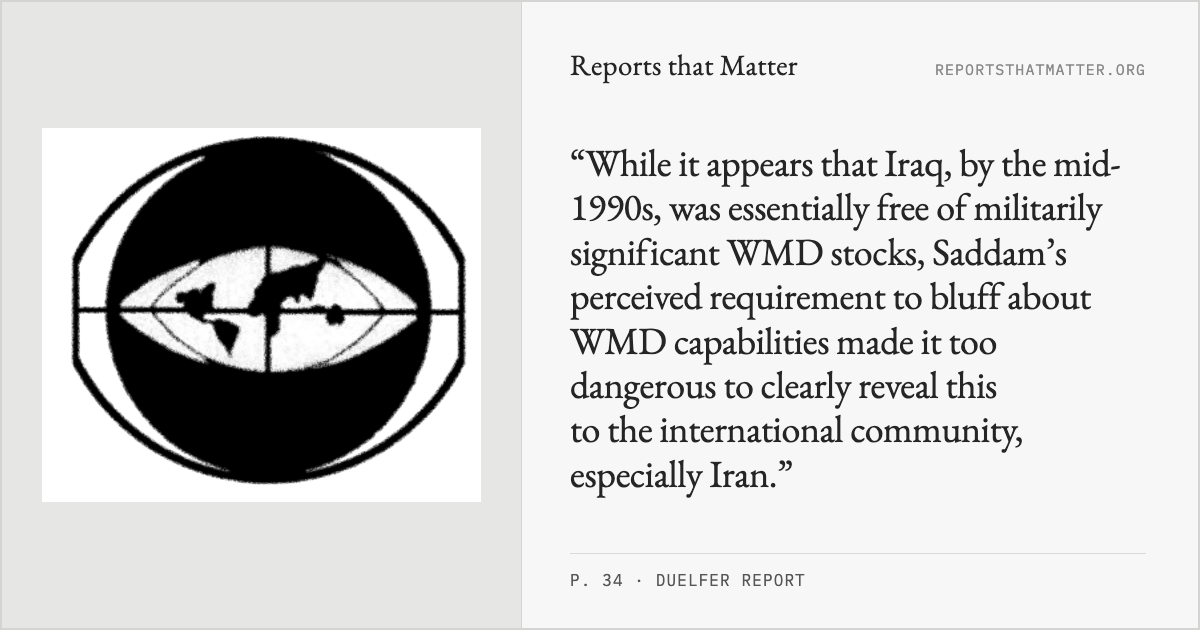 Reports that Matter
REPORTSTHATMATTER.ORG
“While it appears that Iraq, by the mid-
1990s, was essentially free of militarily
significant WMD stocks, Saddam’s
perceived requirement to bluff about
WMD capabilities made it too
dangerous to clearly reveal this
to the international community,
especially Iran.”
P. 34 · DUELFER REPORT